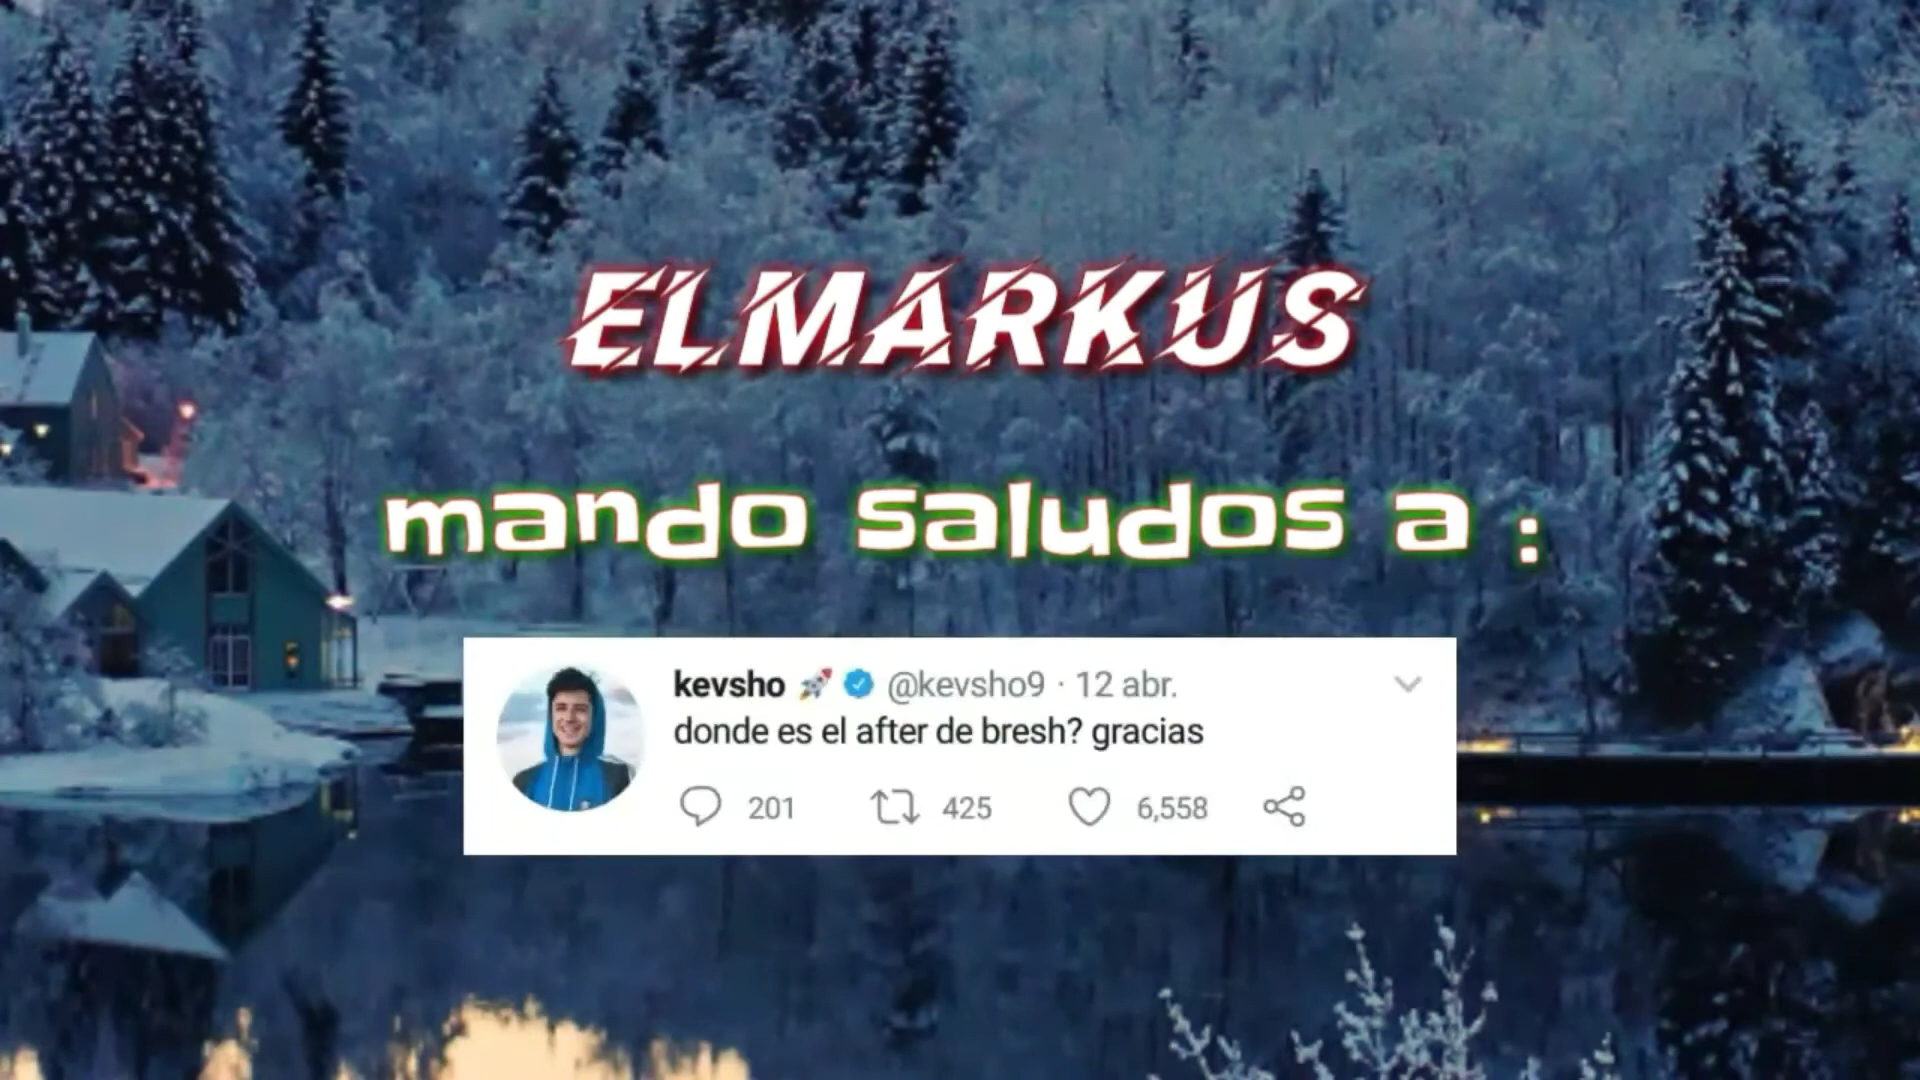 ELMARKUS
mando saludos a :
kevsho 🚀 @kevsho9 · 12 abr.
donde es el after de bresh? gracias
201 425 6,558